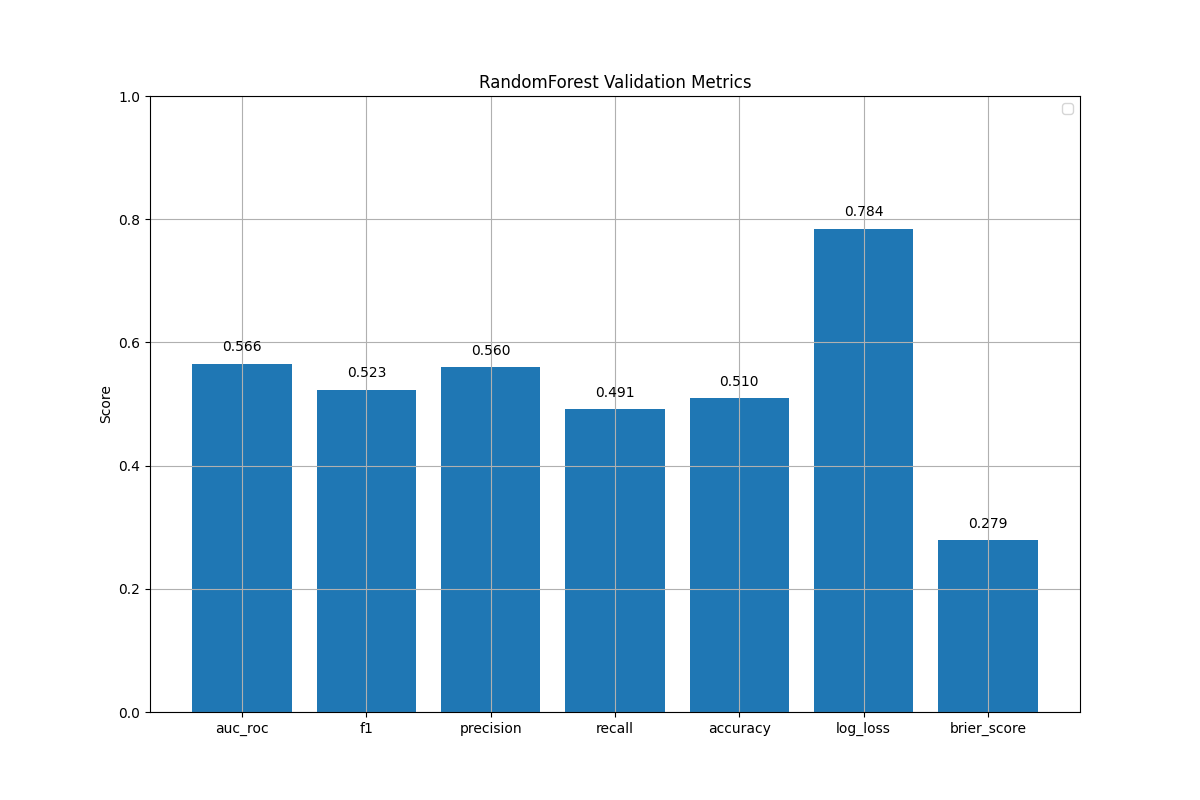 RandomForest Validation Metrics
1.0
0.8
0.6
0.4
0.2
0.0
Score
0.566
0.523
0.560
0.491
0.510
0.784
0.279
auc_roc
f1
precision
recall
accuracy
log_loss
brier_score